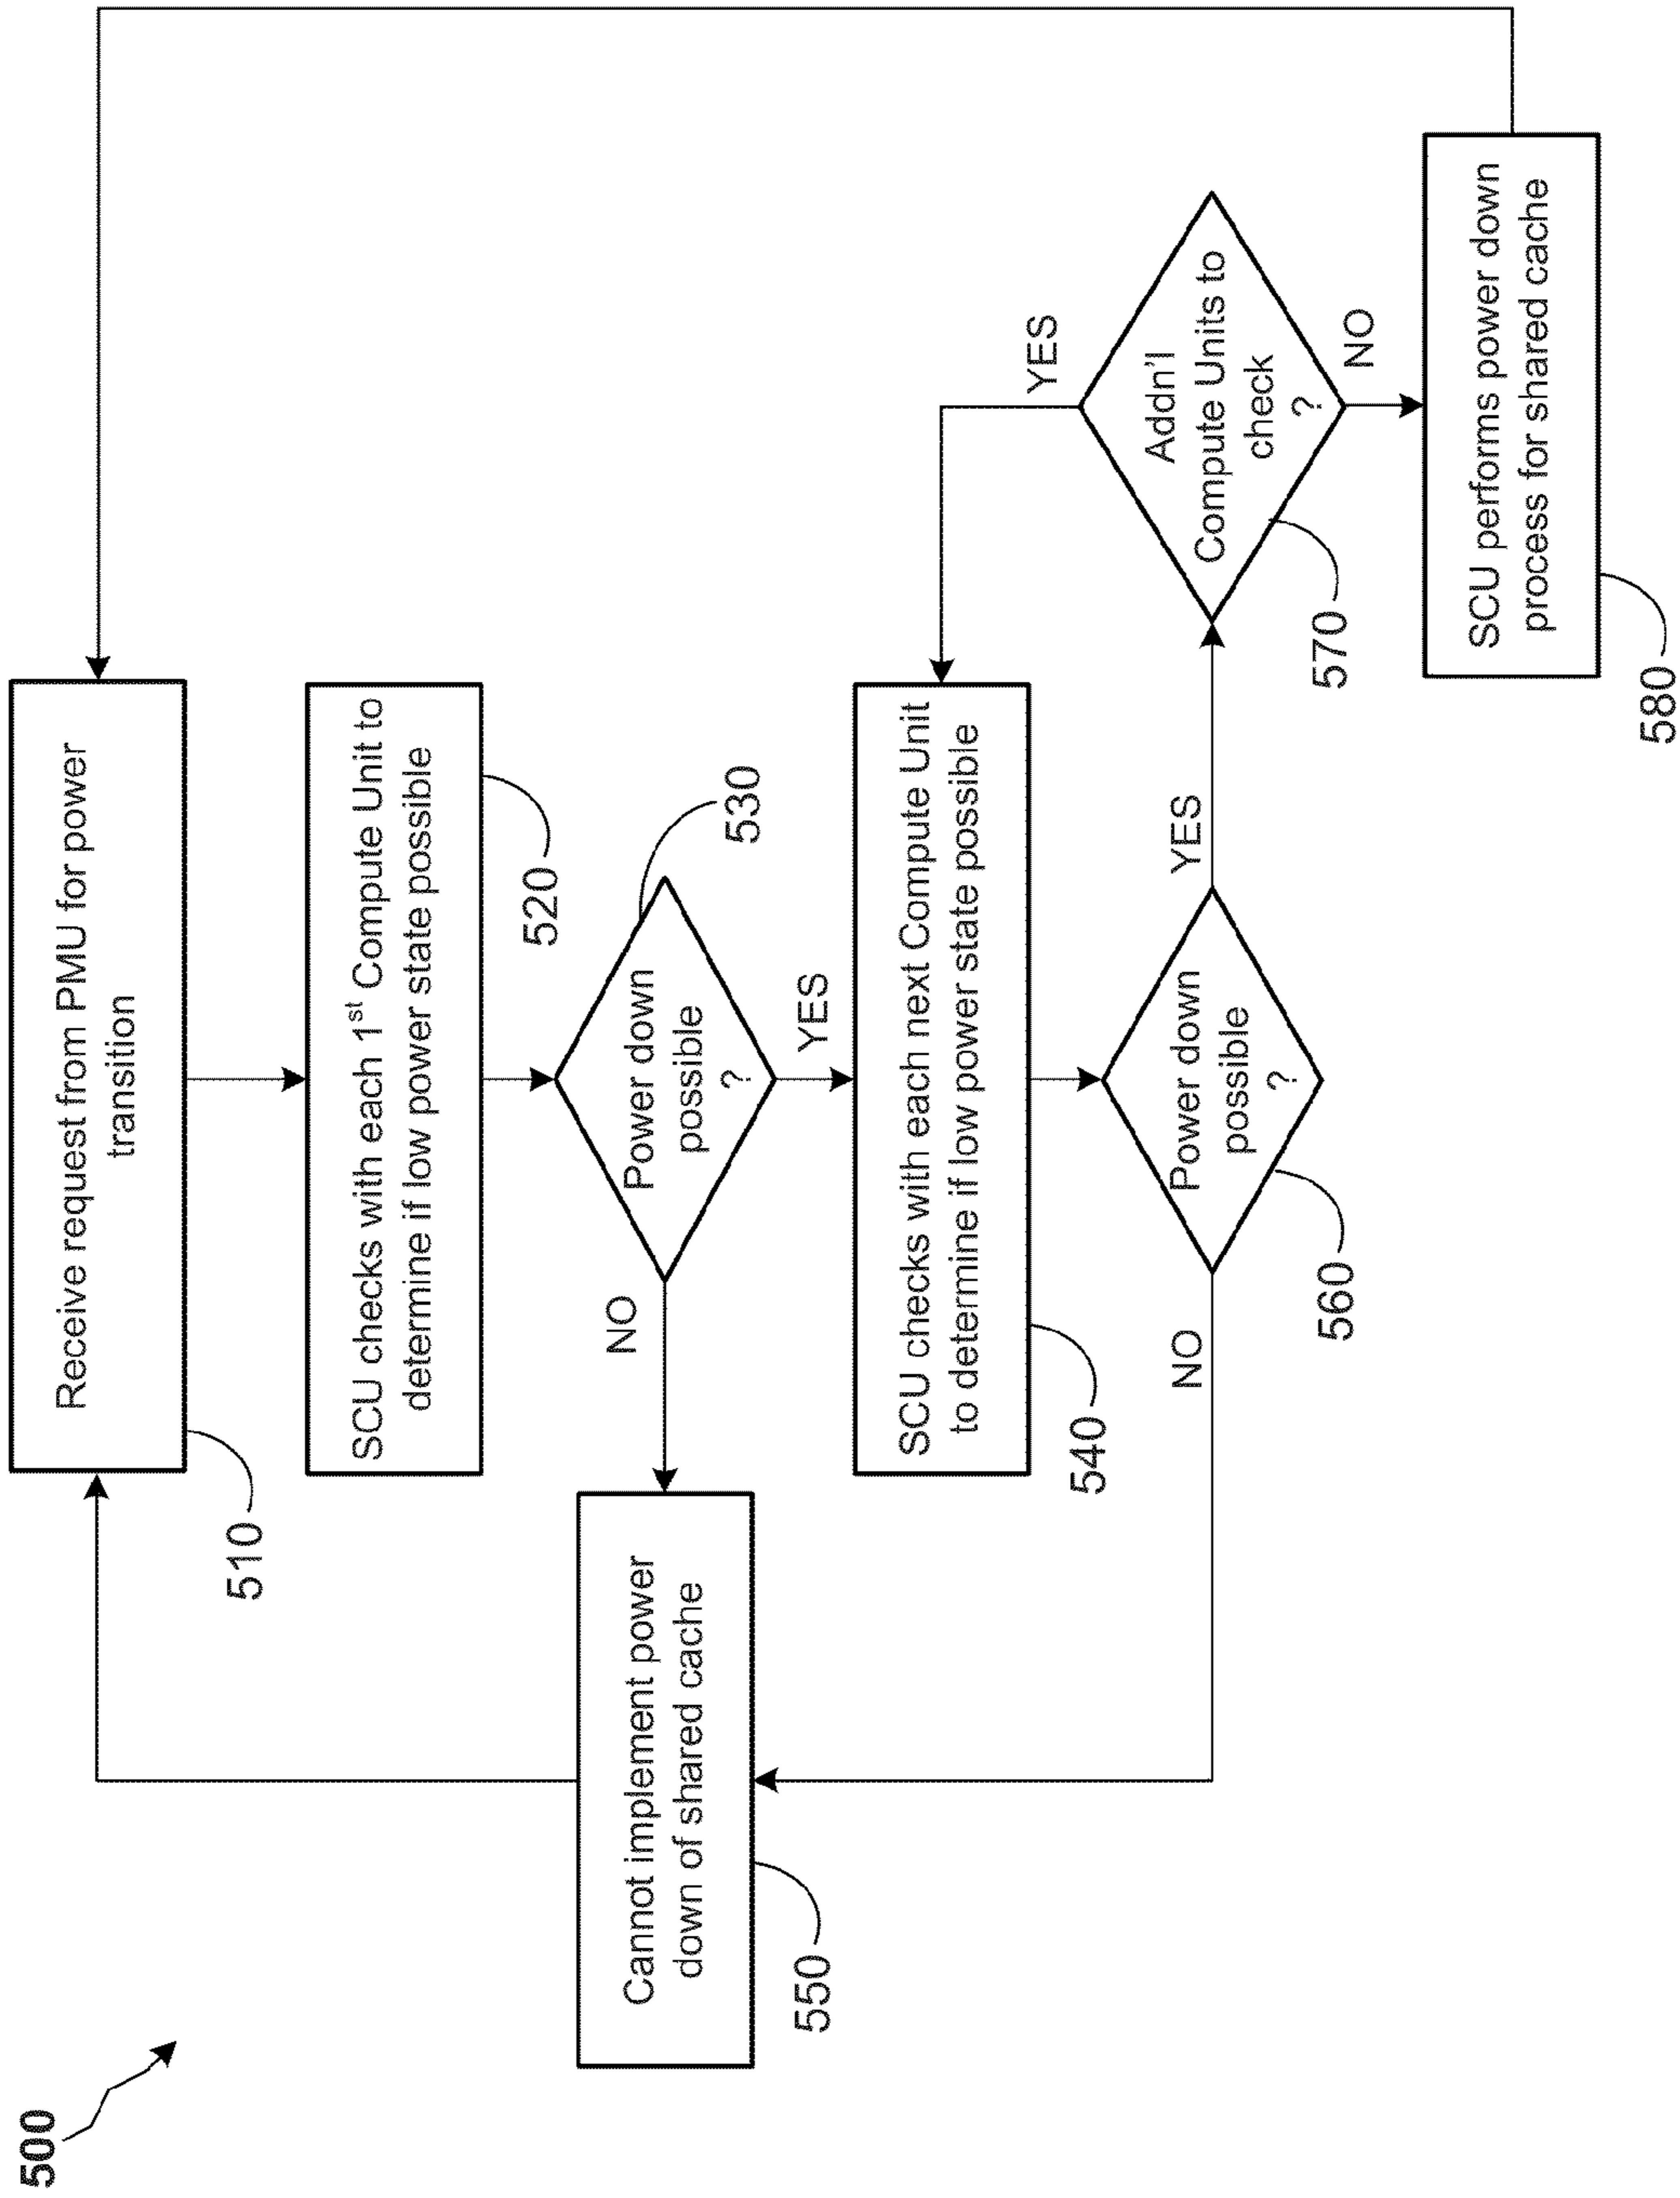 500
Receive request from PMU for power
transition
510
SCU checks with each 1st Compute Unit to
determine if low power state possible
520
Power down
possible
?
530
NO
YES
Cannot implement power
down of shared cache
550
SCU checks with each next Compute Unit
to determine if low power state possible
540
Power down
possible
?
560
NO
YES
Addn'l
Compute Units to
check
?
570
YES
NO
SCU performs power down
process for shared cache
580